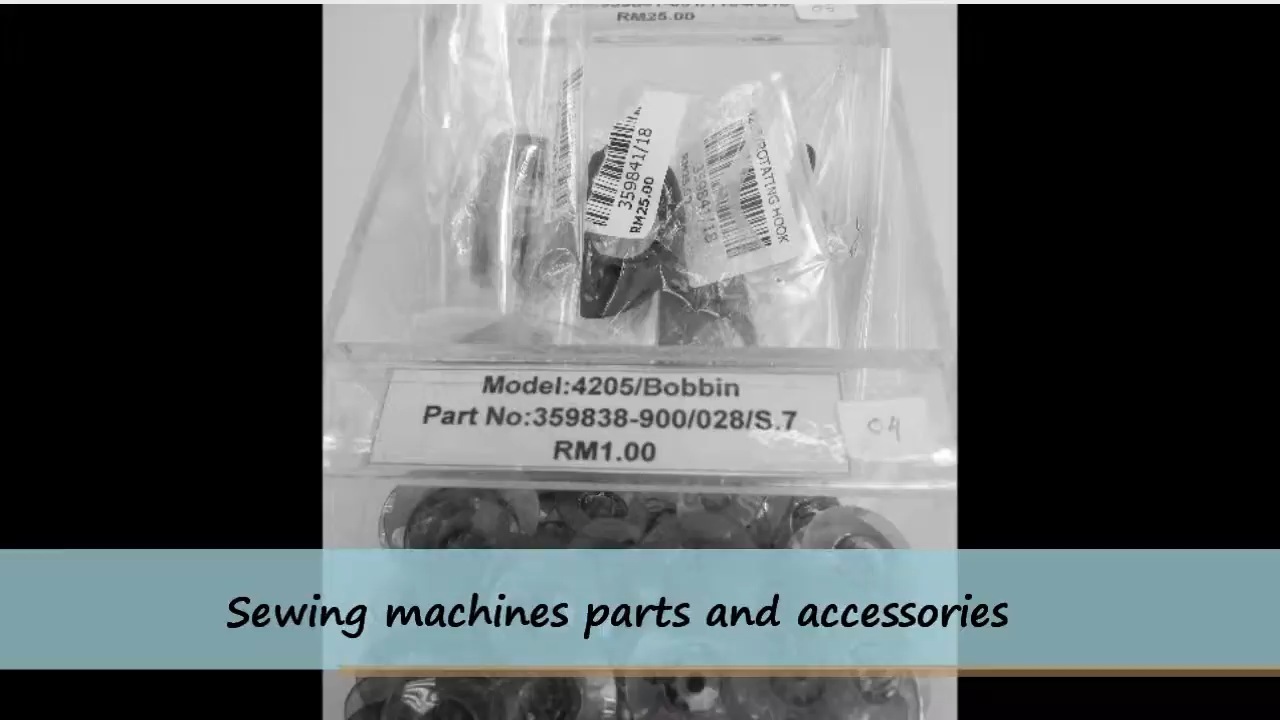 RM25.00
359841/18
RM25.00
/ROTATING HOOK
359841/18
Model:4205/Bobbin
Part No:359838-900/028/S.7
RM1.00
04
Sewing machines parts and accessories